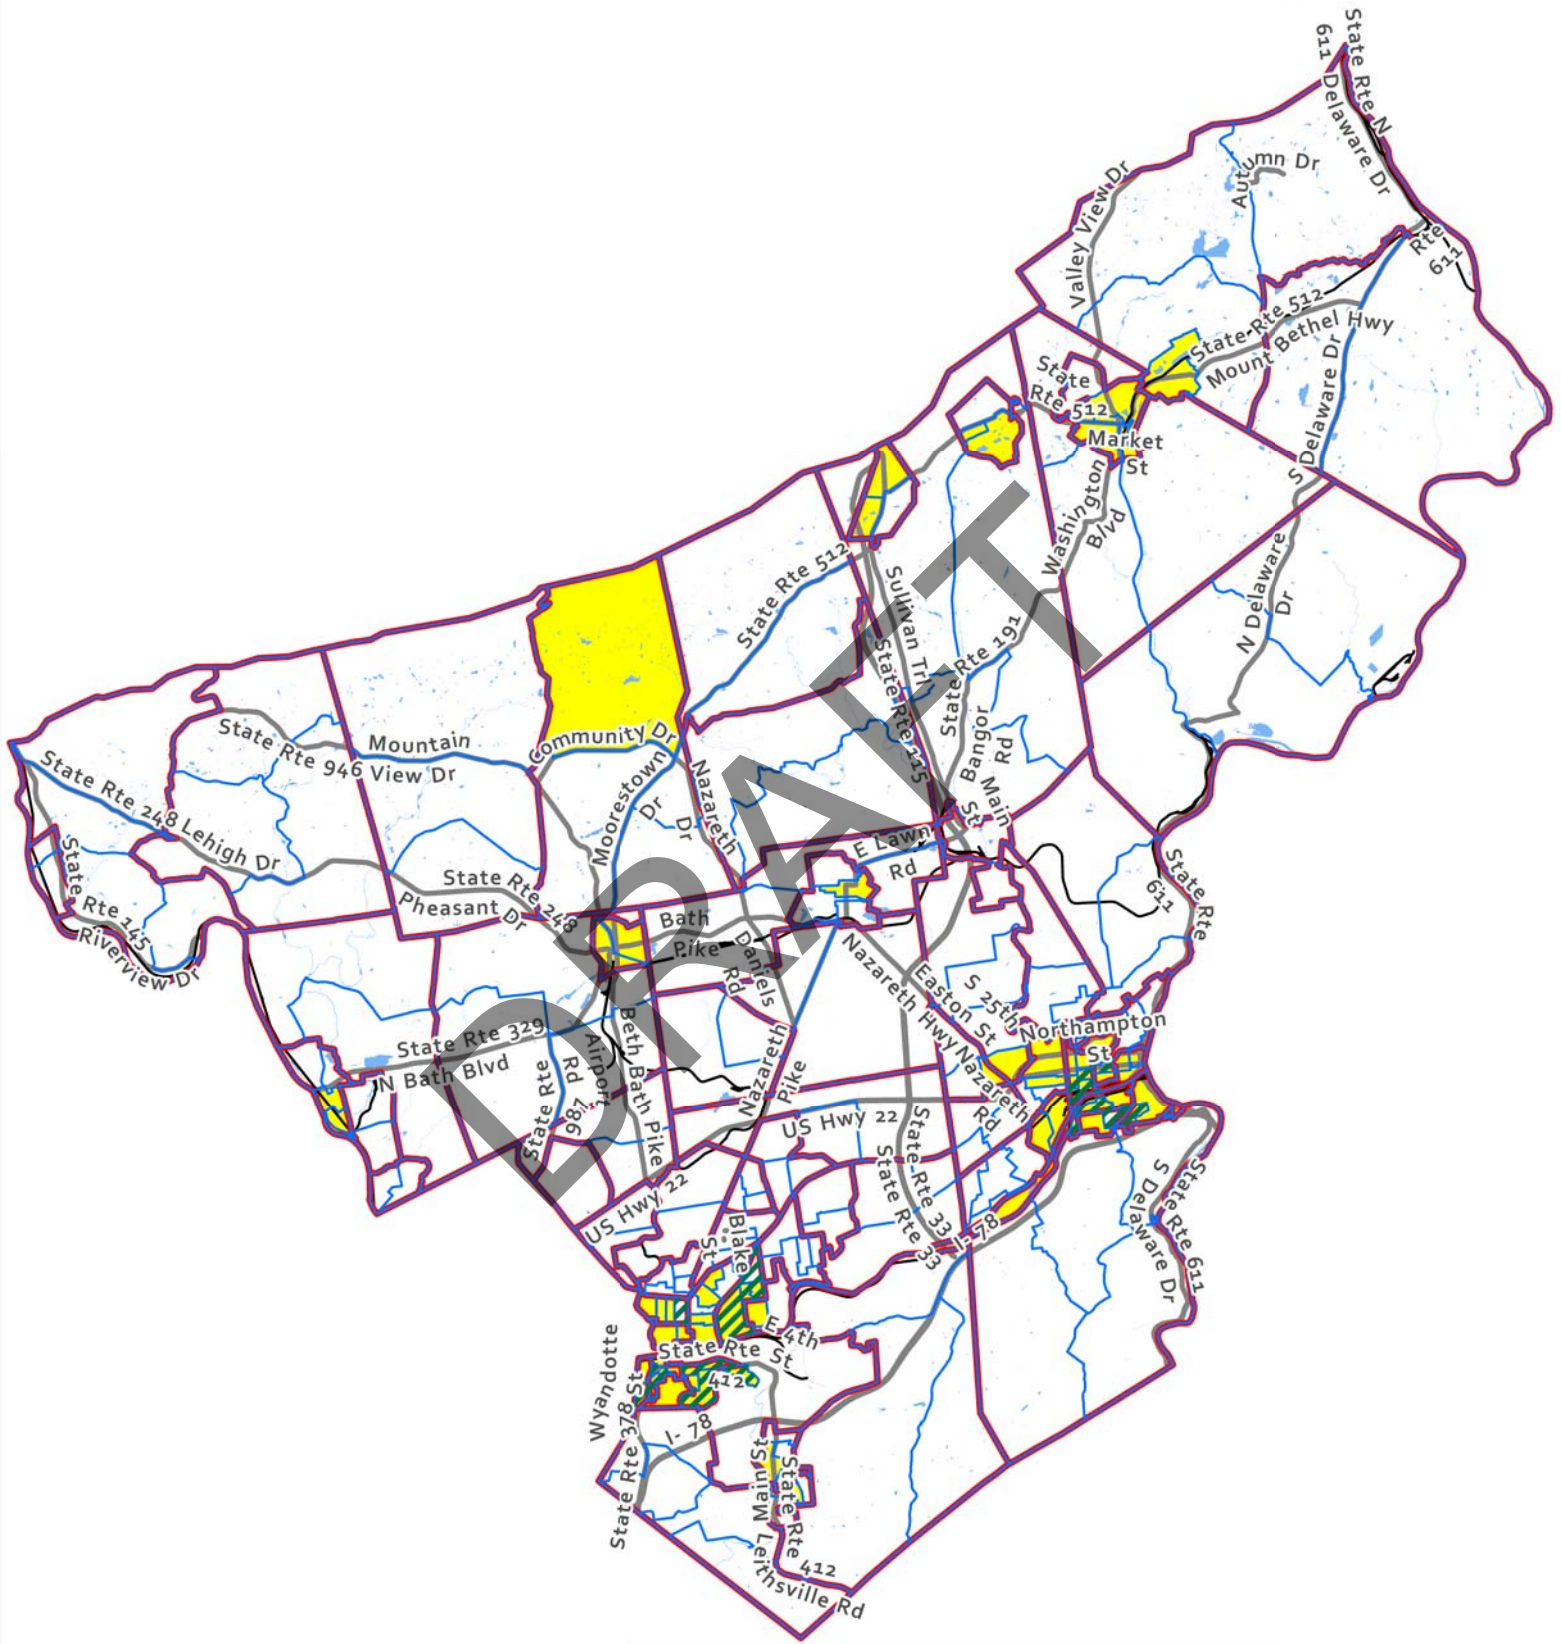 State Rte N
611 Delaware Dr
Autumn Dr
Valley View Dr
Rte
611
State Rte 512
Mount Bethel Hwy
State
Rte 512
Market
St
S Delaware Dr
Washington
Blvd
State Rte 512
Sullivan Trl
N Delaware
Dr
State Rte 191
State Rte 115
Bangor
Rd
Main
St
State Rte 946
Mountain
View Dr
Community Dr
State Rte 248
Lehigh Dr
Moorestown
Dr
Nazareth
Dr
E Lawn
Rd
State
Rte 145
Riverview Dr
State Rte 248
Pheasant Dr
Bath
Pike
Daniels
Rd
State Rte
611
Nazareth Hwy
Easton St
S 25th
Northampton
St
State Rte 329
N Bath Blvd
State Rte
987
Airport
Rd
Beth Bath Pike
Nazareth
Pike
Nazareth
Rd
US Hwy 22
State Rte 33
State Rte 33
US Hwy 22
I- 78
State Rte 611
S Delaware Dr
Blake
St
E 4th
St
State Rte
412
Wyandotte
St
State Rte 378
I- 78
Main St
State Rte
412
Leithsville Rd
DRAFT